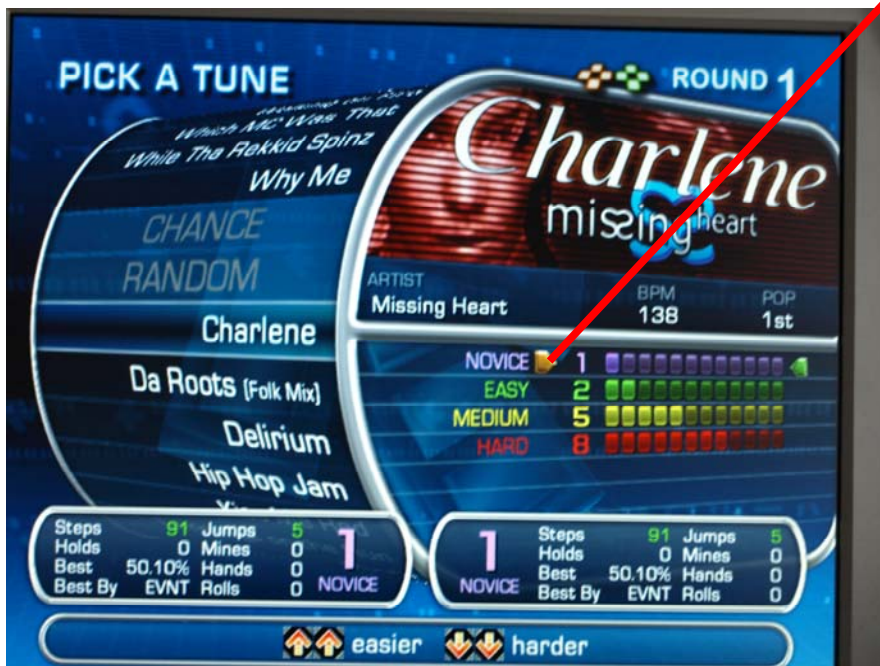 PICK A TUNE
ROUND 1
Which MC Was That
While Tha Rekkid Spinz
Why Me
CHANCE
RANDOM
Charlene
Da Roots (Folk Mix)
Delirium
Hip Hop Jam
Charlene
missing heart
ARTIST
Missing Heart
BPM
138
POP
1st
NOVICE 1
EASY 2
MEDIUM 5
HARD 8
Steps 91 Jumps 5
Holds 0 Mines 0
Best 50.10% Hands 0
Best By EVNT Rolls 0
1
NOVICE
1
NOVICE
Steps 91 Jumps 5
Holds 0 Mines 0
Best 50.10% Hands 0
Best By EVNT Rolls 0
easier harder